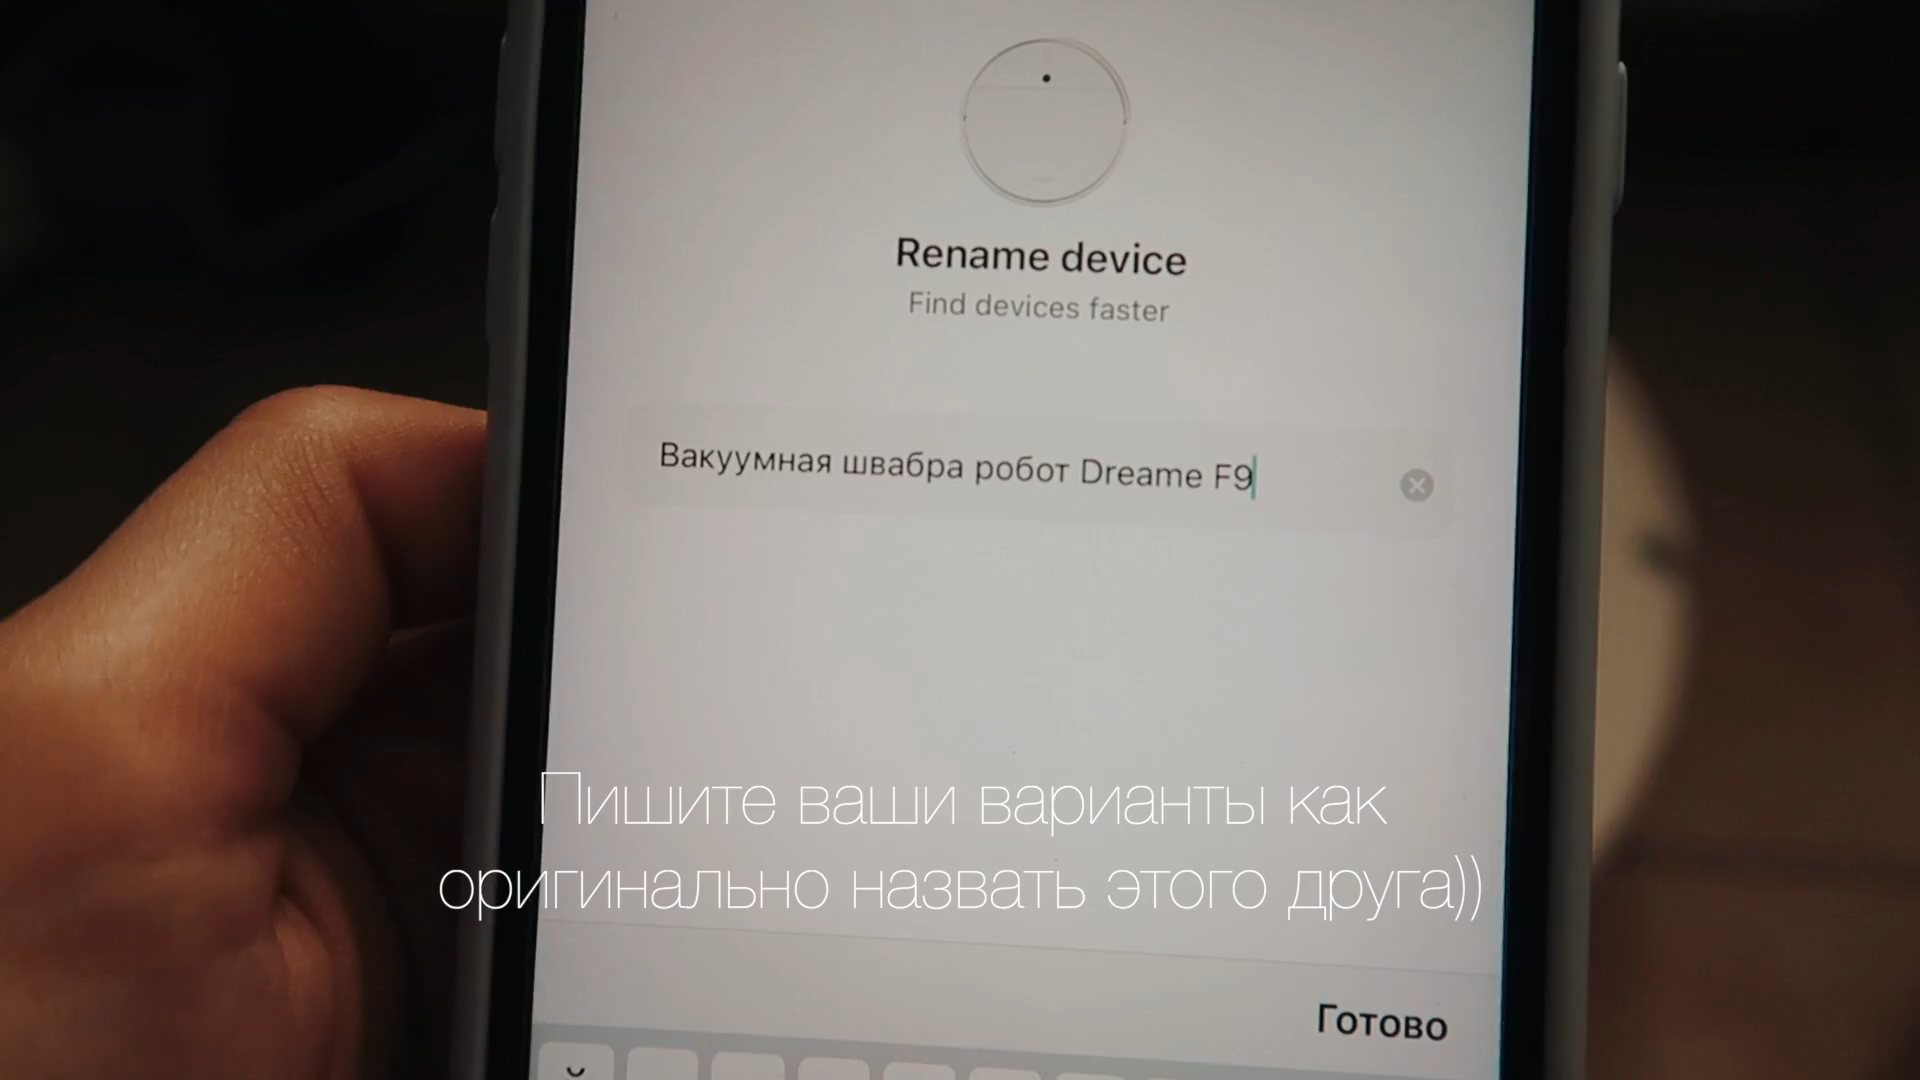 Rename device
Find devices faster
Вакуумная швабра робот Dreame F9
Пишите ваши варианты как
оригинально назвать этого друга))
Готово